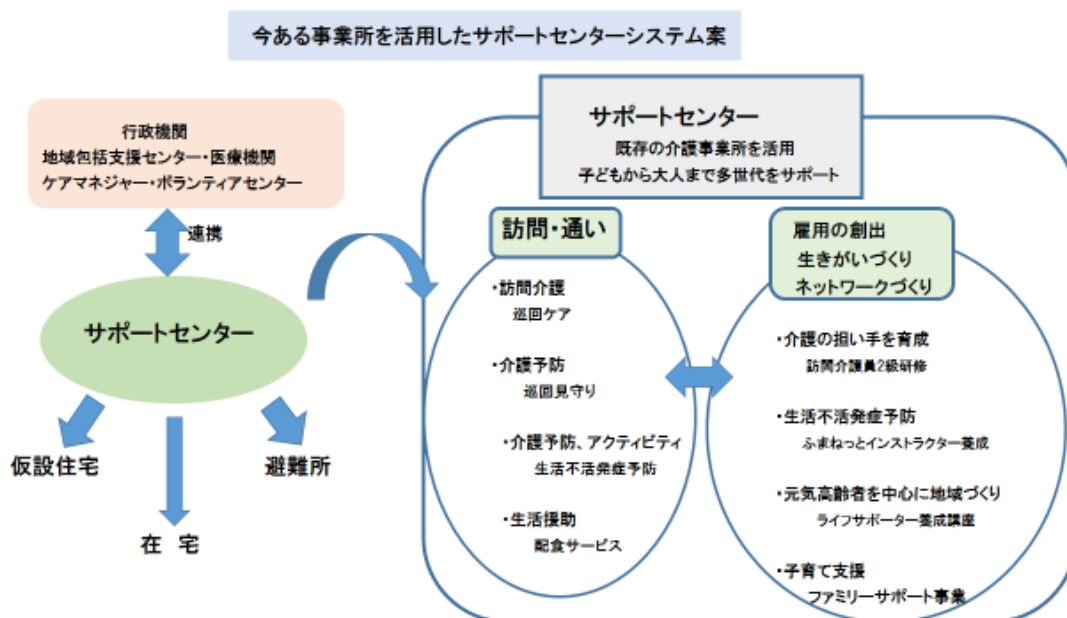 今ある事業所を活用したサポートセンターシステム案
行政機関
地域包括支援センター・医療機関
ケアマネジャー・ボランティアセンター
連携
サポートセンター
仮設住宅
避難所
在 宅
サポートセンター
既存の介護事業所を活用
子どもから大人まで多世代をサポート
訪問・通い
・訪問介護
巡回ケア
・介護予防
巡回見守り
・介護予防、アクティビティ
生活不活発症予防
・生活援助
配食サービス
雇用の創出
生きがいづくり
ネットワークづくり
・介護の担い手を育成
訪問介護員2級研修
・生活不活発症予防
ふまねっとインストラクター養成
・元気高齢者を中心に地域づくり
ライフサポーター養成講座
・子育て支援
ファミリーサポート事業